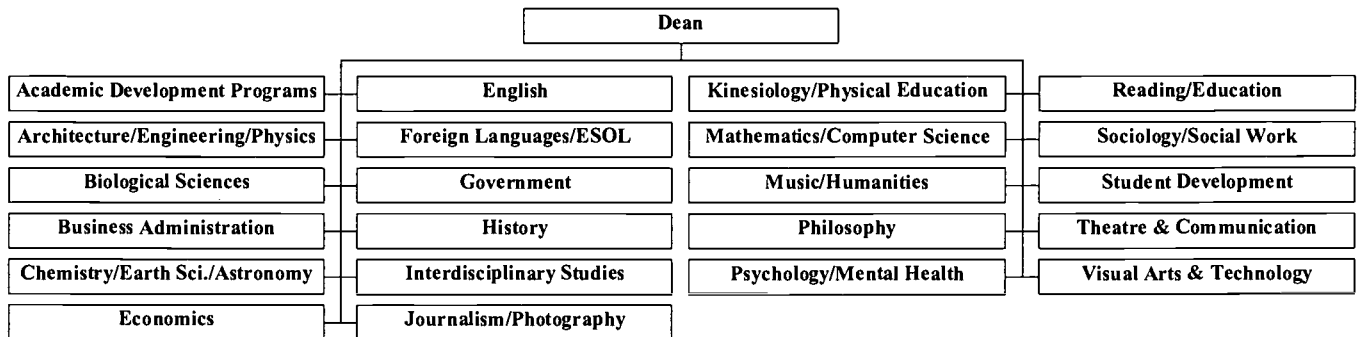 Dean
Academic Development Programs
English
Kinesiology/Physical Education
Reading/Education
Architecture/Engineering/Physics
Foreign Languages/ESOL
Mathematics/Computer Science
Sociology/Social Work
Biological Sciences
Government
Music/Humanities
Student Development
Business Administration
History
Philosophy
Theatre & Communication
Chemistry/Earth Sci./Astronomy
Interdisciplinary Studies
Psychology/Mental Health
Visual Arts & Technology
Economics
Journalism/Photography